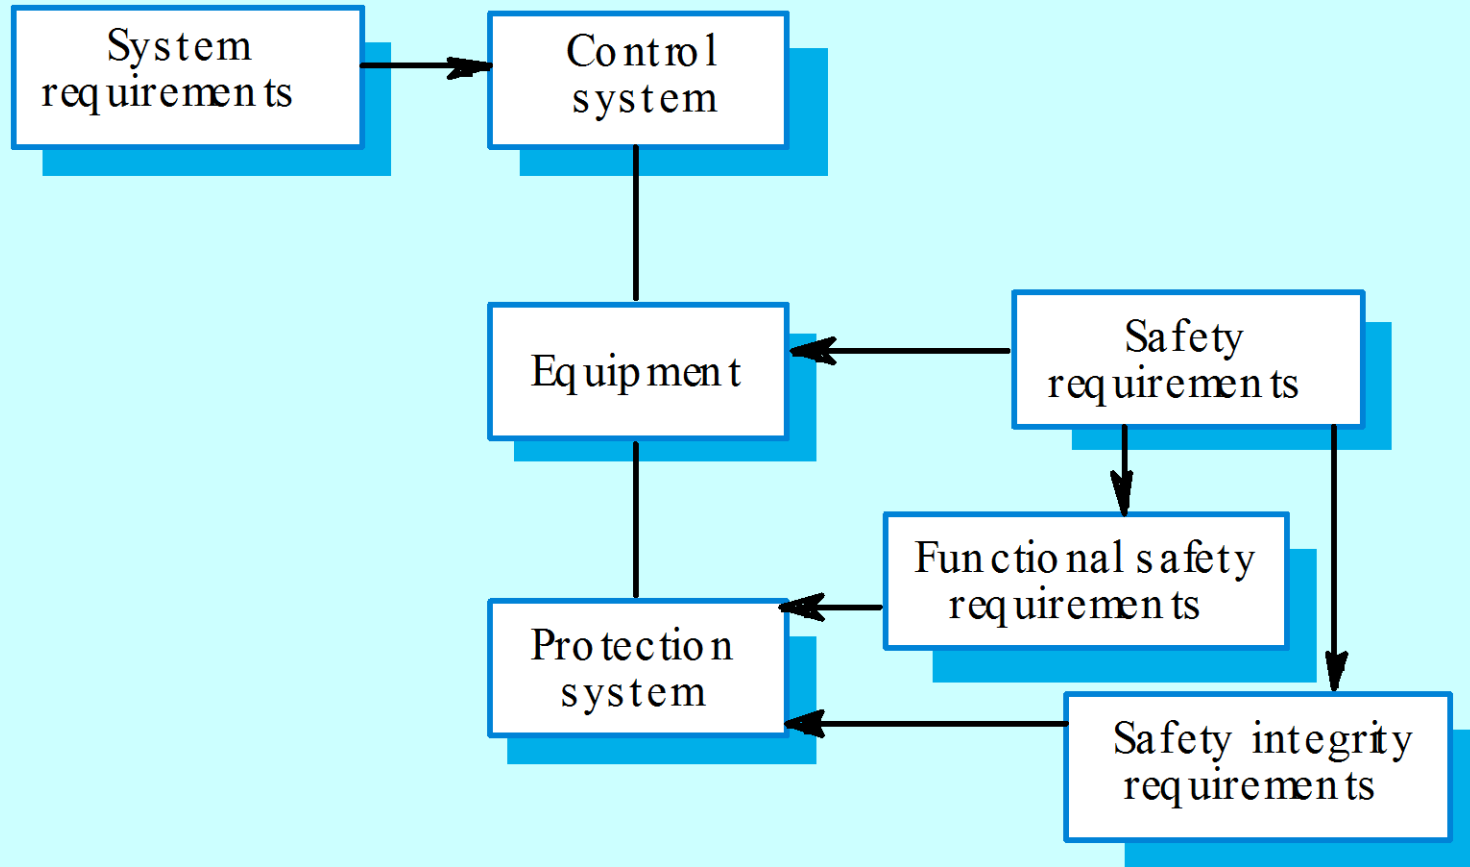 System
requirements
Control
system
Equipment
Safety
requirements
Functional safety
requirements
Protection
system
Safety integrity
requirements